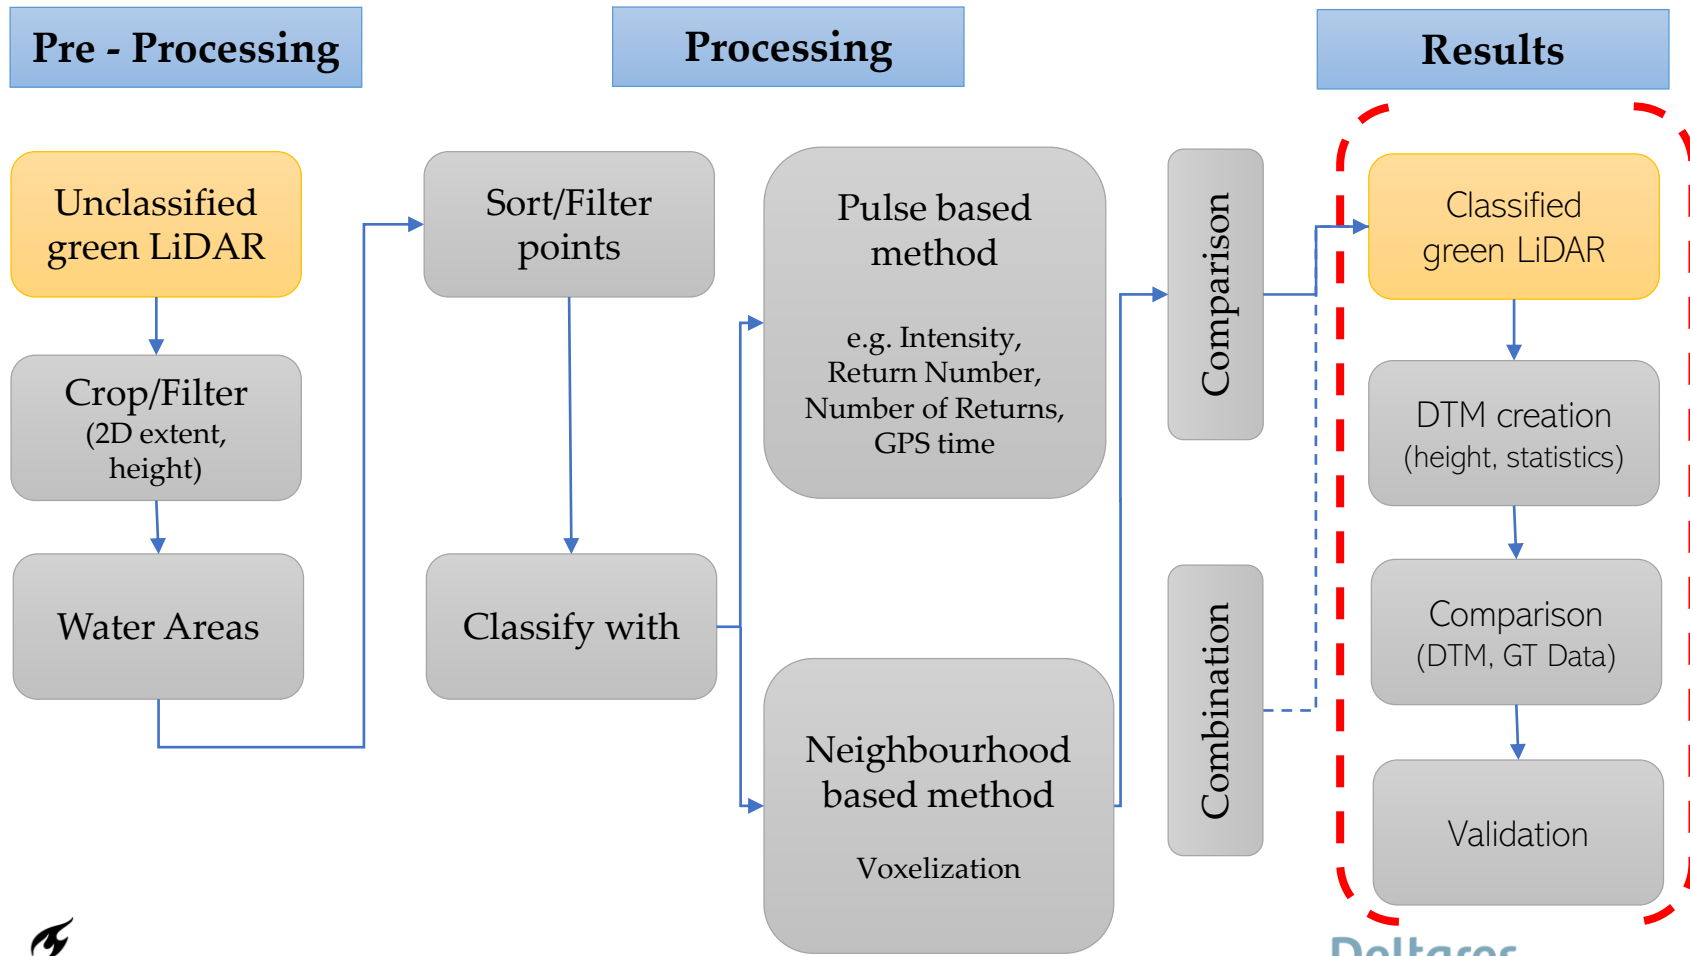 Pre - Processing
Processing
Results
Unclassified
green LiDAR
Crop/Filter
(2D extent,
height)
Water Areas
Sort/Filter
points
Classify with
Pulse based
method
e.g. Intensity,
Return Number,
Number of Returns,
GPS time
Neighbourhood
based method
Voxelization
Comparison
Combination
Classified
green LiDAR
DTM creation
(height, statistics)
Comparison
(DTM, GT Data)
Validation
Deltares